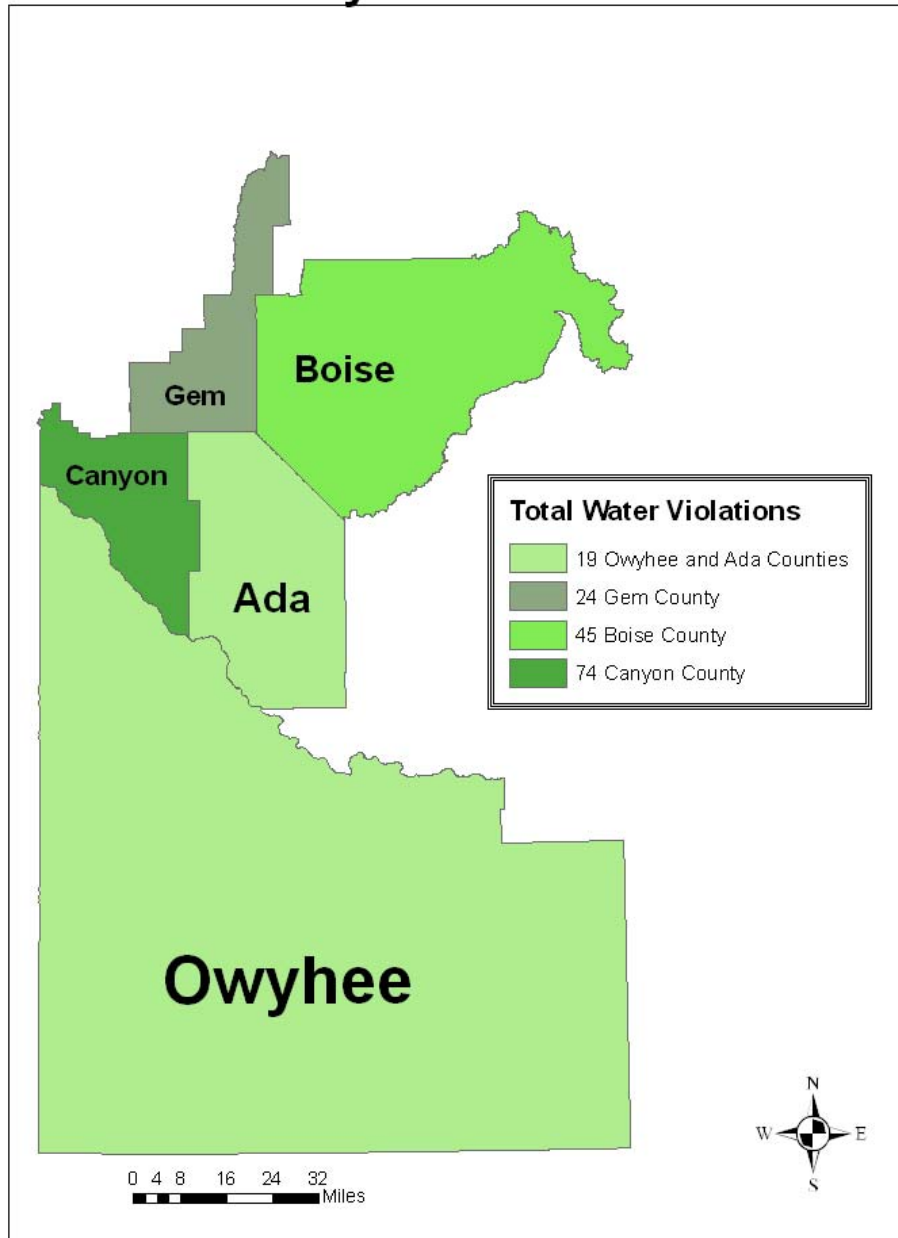 Boise
Gem
Canyon
Total Water Violations
19 Owyhee and Ada Counties
24 Gem County
45 Boise County
74 Canyon County
Ada
Owyhee
N
W E
S
0 4 8 16 24 32
Miles